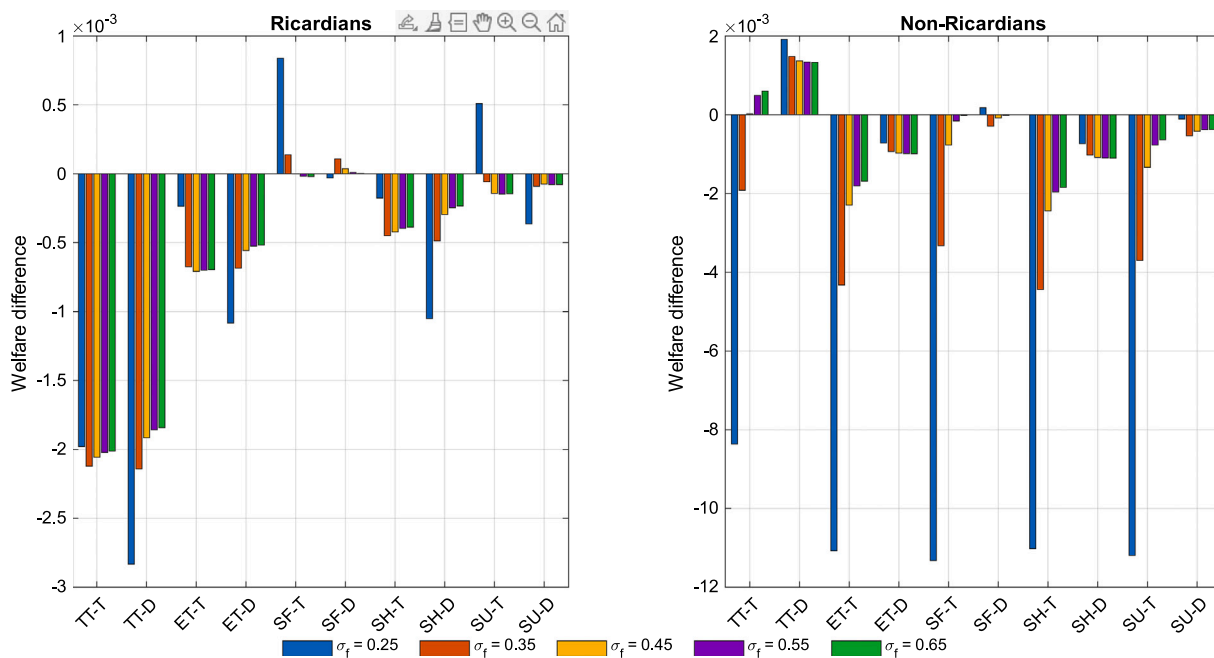 Ricardians
×10⁻³
1
0.5
0
-0.5
-1
-1.5
-2
-2.5
-3
Welfare difference
TT-T TT-D ET-T ET-D SF-T SF-D SH-T SH-D SU-T SU-D
Non-Ricardians
×10⁻³
2
0
-2
-4
-6
-8
-10
-12
Welfare difference
TT-T TT-D ET-T ET-D SF-T SF-D SH-T SH-D SU-T SU-D
σf = 0.25 σf = 0.35 σf = 0.45 σf = 0.55 σf = 0.65